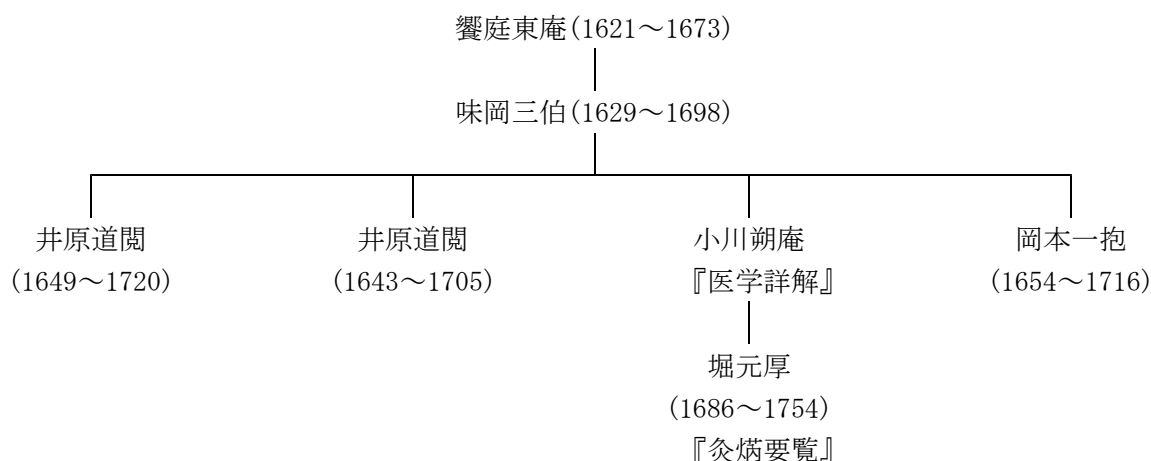 饗庭東庵(1621～1673)
味岡三伯(1629～1698)
井原道閲 井原道閲 小川朔庵 岡本一抱
(1649～1720) (1643～1705) 『医学詳解』 (1654～1716)
堀元厚
(1686～1754)
『灸焫要覧』